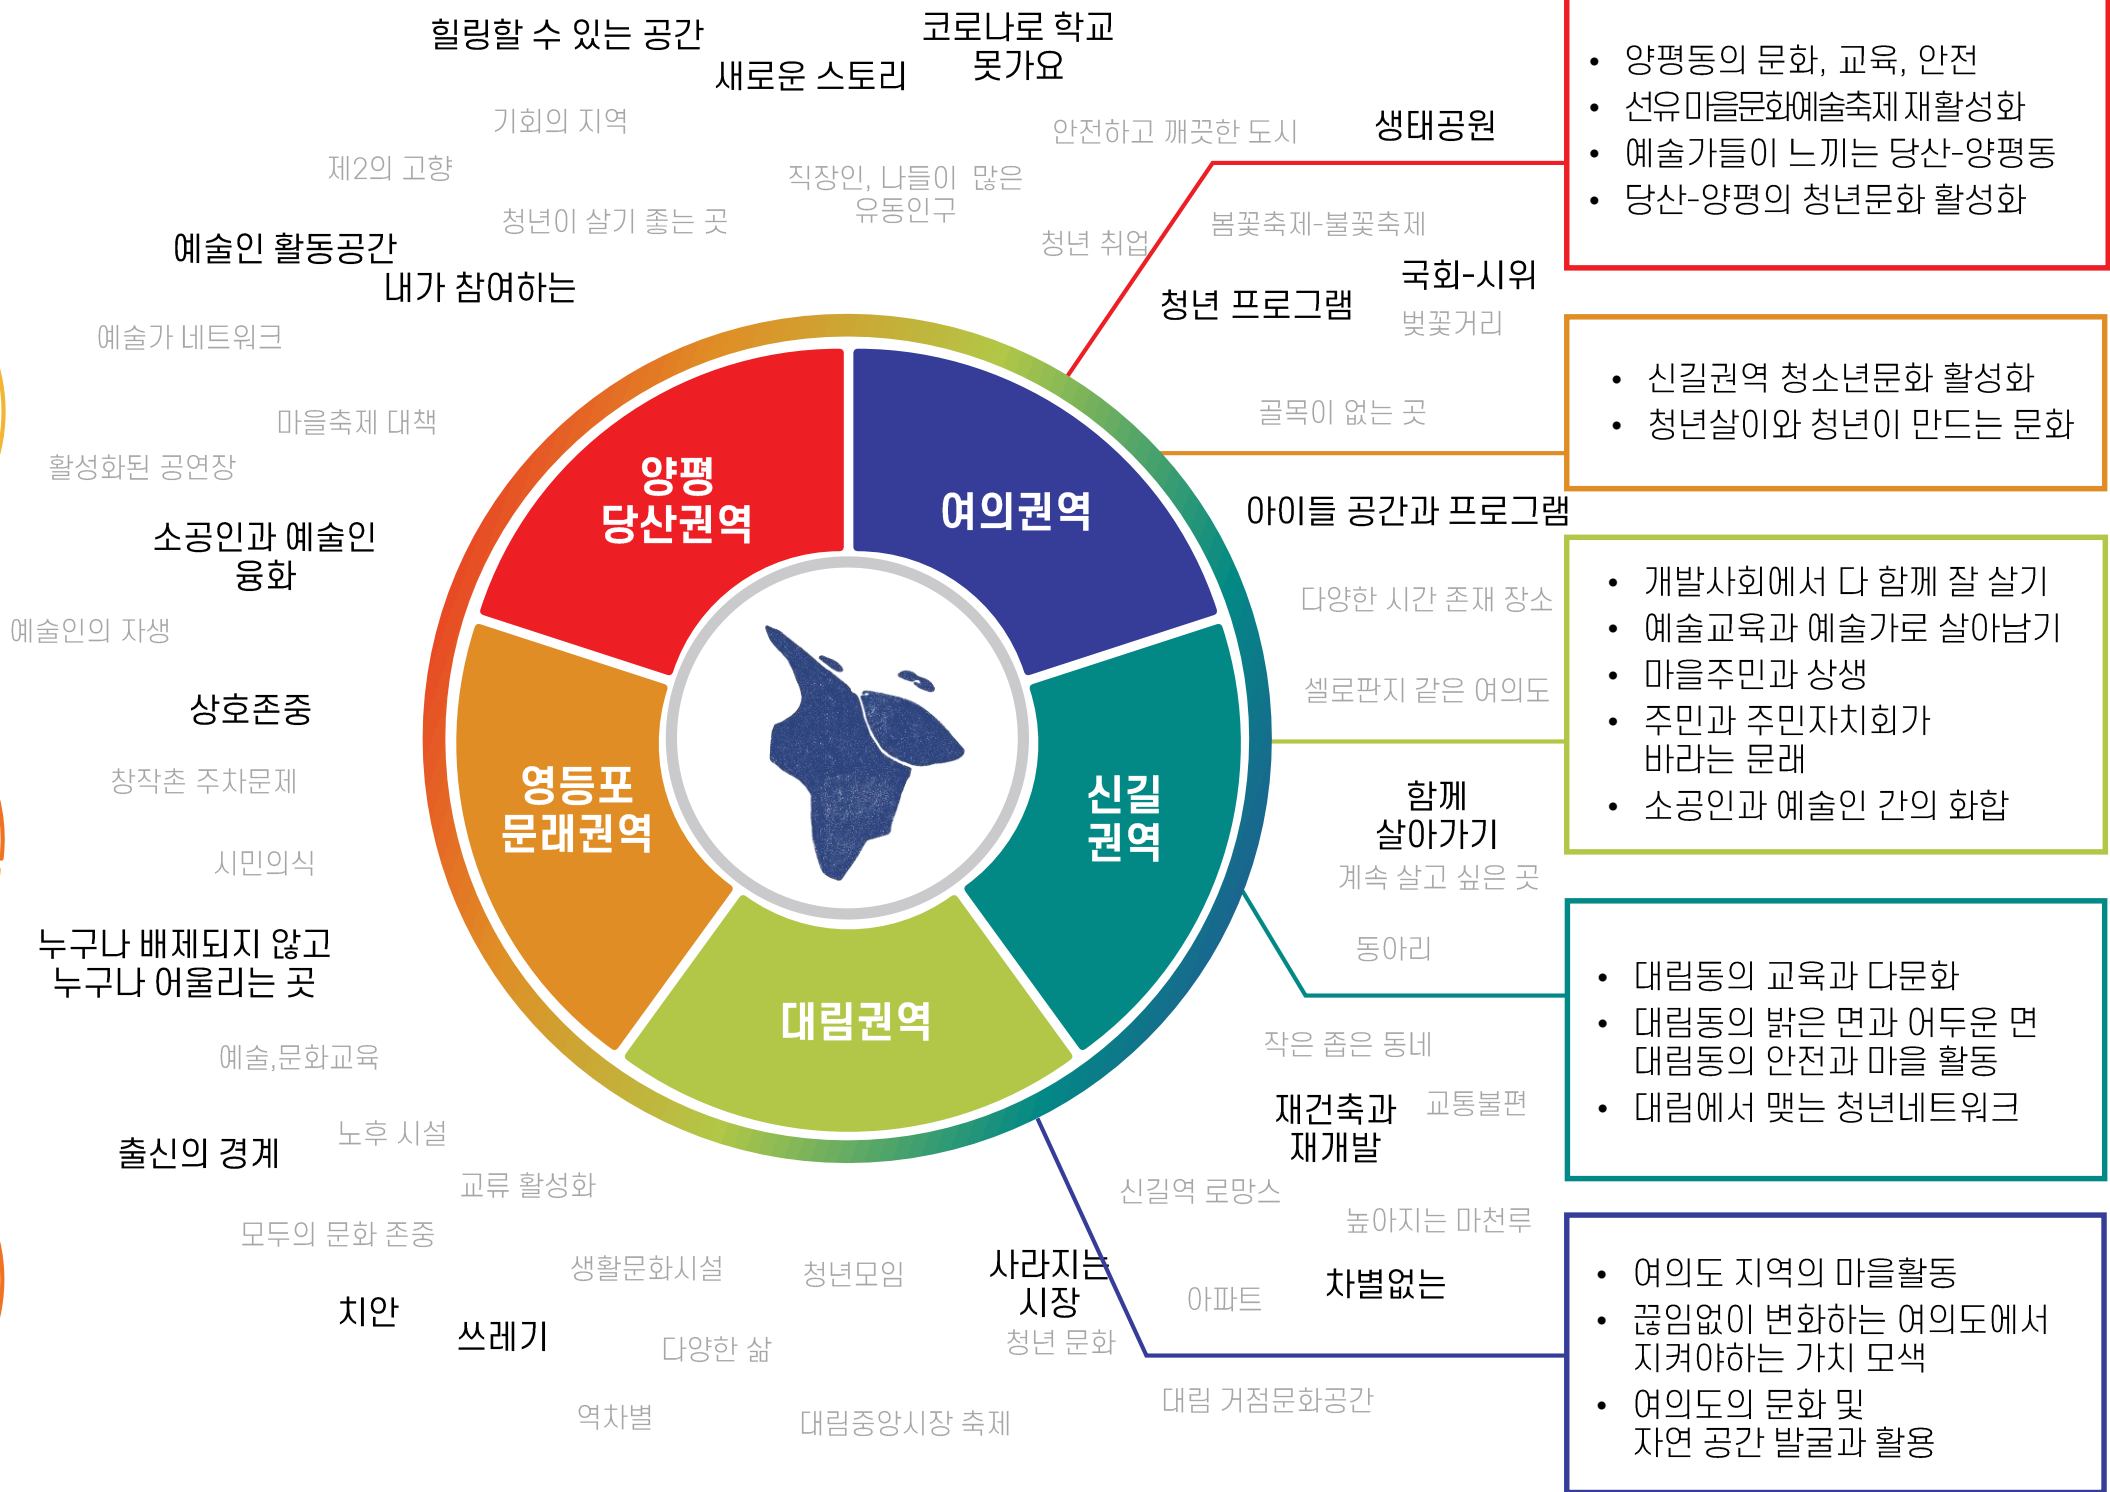 힐링할 수 있는 공간
새로운 스토리
코로나로 학교
못가요
기회의 지역
제2의 고향
안전하고 깨끗한 도시
생태공원
직장인, 나들이 많은
유동인구
청년이 살기 좋는 곳
청년 취업
봄꽃축제-불꽃축제
예술인 활동공간
내가 참여하는
국회-시위
청년 프로그램
벚꽃거리
예술가 네트워크
마을축제 대책
골목이 없는 곳
활성화된 공연장
아이들 공간과 프로그램
소공인과 예술인
융화
다양한 시간 존재 장소
예술인의 자생
셀로판지 같은 여의도
상호존중
창작촌 주차문제
함께
살아가기
시민의식
계속 살고 싶은 곳
누구나 배제되지 않고
누구나 어울리는 곳
동아리
예술,문화교육
작은 좁은 동네
출신의 경계
노후 시설
재건축과
재개발
교통불편
교류 활성화
신길역 로망스
모두의 문화 존중
높아지는 마천루
생활문화시설
청년모임
사라지는
시장
아파트
차별없는
치안
쓰레기
다양한 삶
청년 문화
역차별
대림중앙시장 축제
대림 거점문화공간
양평
당산권역
여의권역
영등포
문래권역
신길
권역
대림권역
• 양평동의 문화, 교육, 안전
• 선유마을문화예술축제 재활성화
• 예술가들이 느끼는 당산-양평동
• 당산-양평의 청년문화 활성화
• 신길권역 청소년문화 활성화
• 청년살이와 청년이 만드는 문화
• 개발사회에서 다 함께 잘 살기
• 예술교육과 예술가로 살아남기
• 마을주민과 상생
• 주민과 주민자치회가
바라는 문래
• 소공인과 예술인 간의 화합
• 대림동의 교육과 다문화
• 대림동의 밝은 면과 어두운 면
대림동의 안전과 마을 활동
• 대림에서 맺는 청년네트워크
• 여의도 지역의 마을활동
• 끊임없이 변화하는 여의도에서
지켜야하는 가치 모색
• 여의도의 문화 및
자연 공간 발굴과 활용